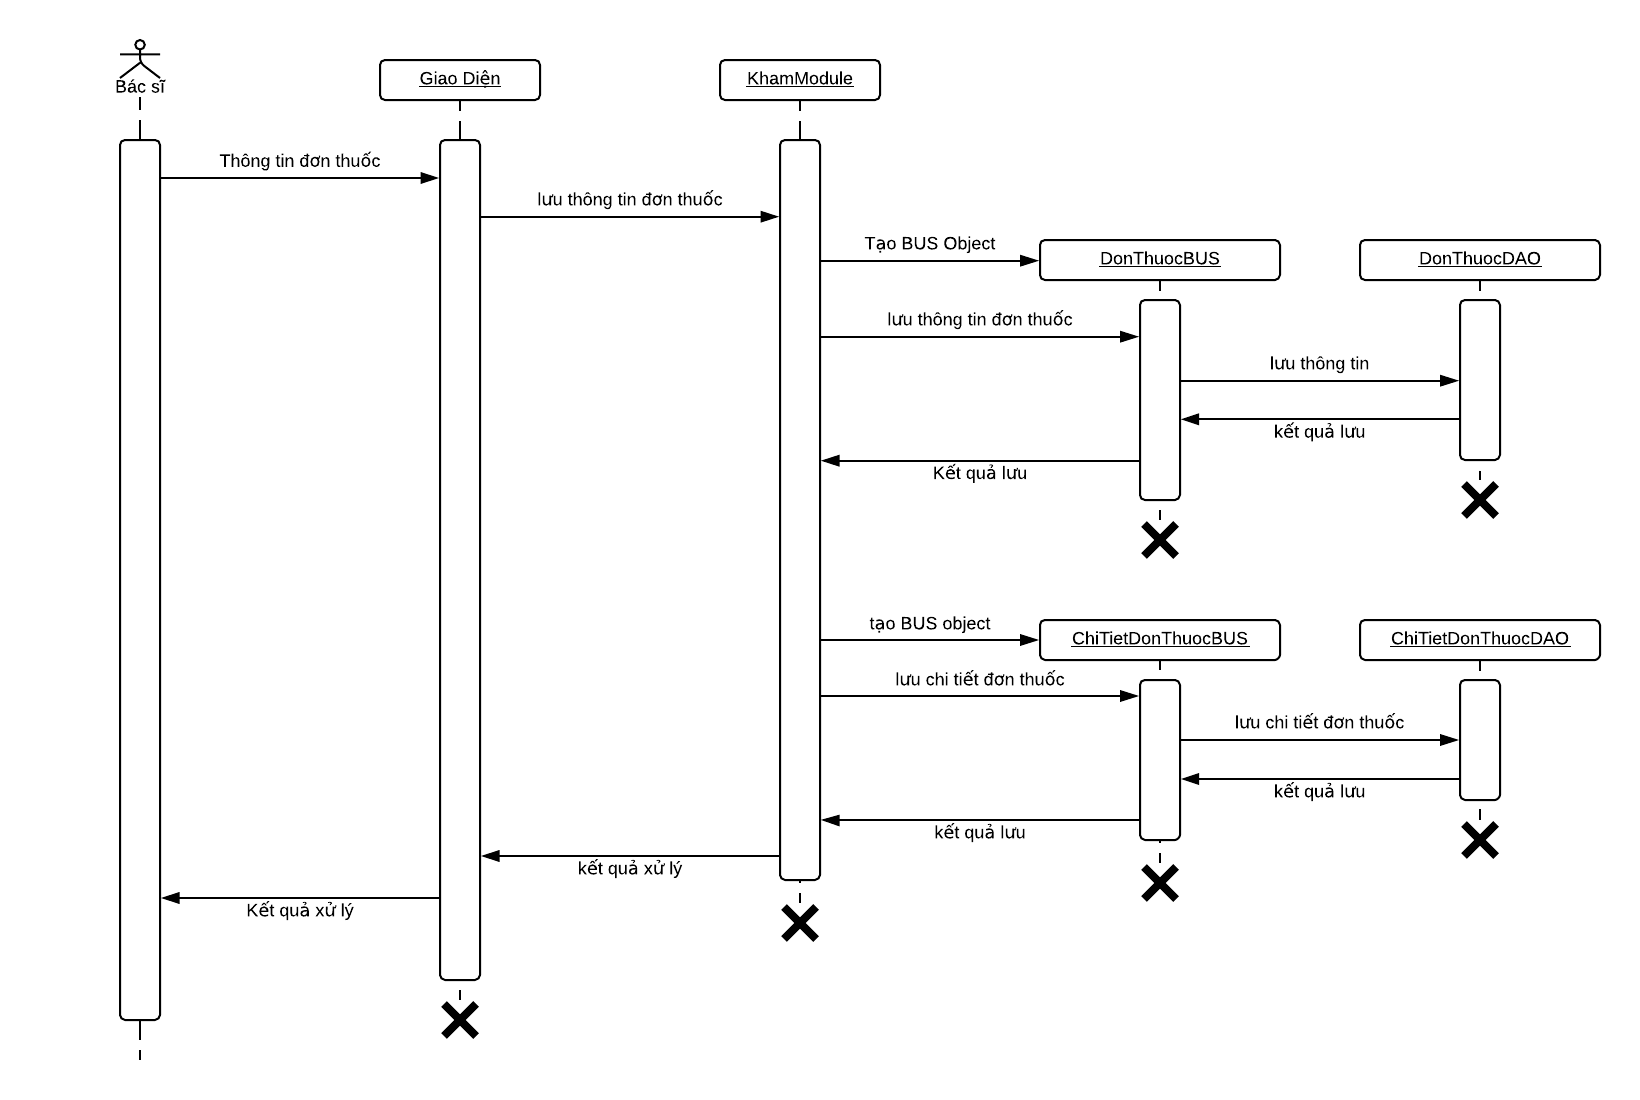 Bác sĩ
Giao Diện
KhamModule
Thông tin đơn thuốc
lưu thông tin đơn thuốc
Tạo BUS Object
DonThuocBUS
DonThuocDAO
lưu thông tin đơn thuốc
lưu thông tin
kết quả lưu
Kết quả lưu
tạo BUS object
ChiTietDonThuocBUS
ChiTietDonThuocDAO
lưu chi tiết đơn thuốc
lưu chi tiết đơn thuốc
kết quả lưu
kết quả lưu
kết quả xử lý
Kết quả xử lý